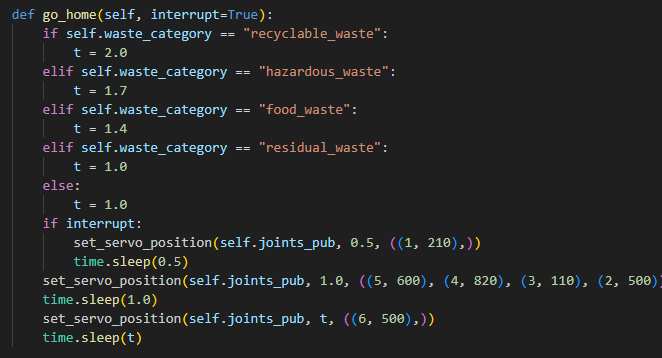 def go_home(self, interrupt=True):
    if self.waste_category == "recyclable_waste":
        t = 2.0
    elif self.waste_category == "hazardous_waste":
        t = 1.7
    elif self.waste_category == "food_waste":
        t = 1.4
    elif self.waste_category == "residual_waste":
        t = 1.0
    else:
        t = 1.0
    if interrupt:
        set_servo_position(self.joints_pub, 0.5, ((1, 210),))
        time.sleep(0.5)
    set_servo_position(self.joints_pub, 1.0, ((5, 600), (4, 820), (3, 110), (2, 500))
    time.sleep(1.0)
    set_servo_position(self.joints_pub, t, ((6, 500),))
    time.sleep(t)